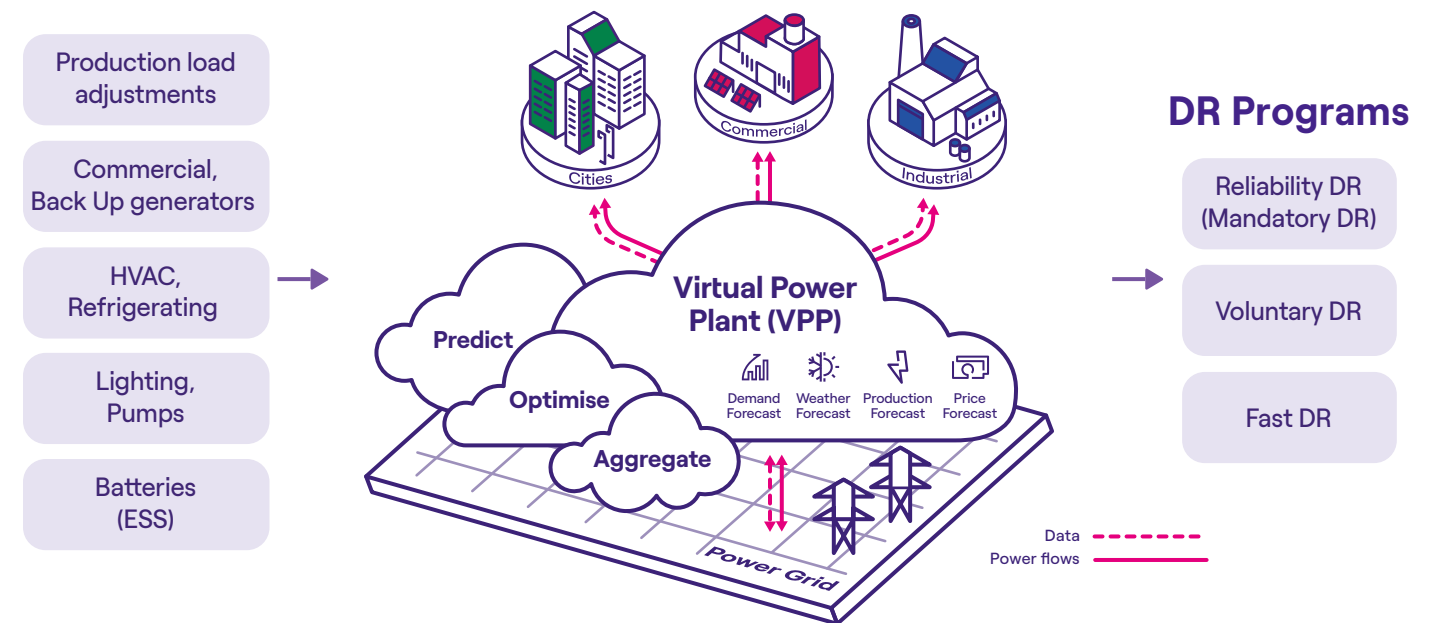 Production load
adjustments
Commercial,
Back Up generators
HVAC,
Refrigerating
Lighting,
Pumps
Batteries
(ESS)
Cities
Commercial
Industrial
Virtual Power
Plant (VPP)
Predict
Optimise
Aggregate
Demand
Forecast
Weather
Forecast
Production
Forecast
Price
Forecast
Power Grid
Data
Power flows
DR Programs
Reliability DR
(Mandatory DR)
Voluntary DR
Fast DR